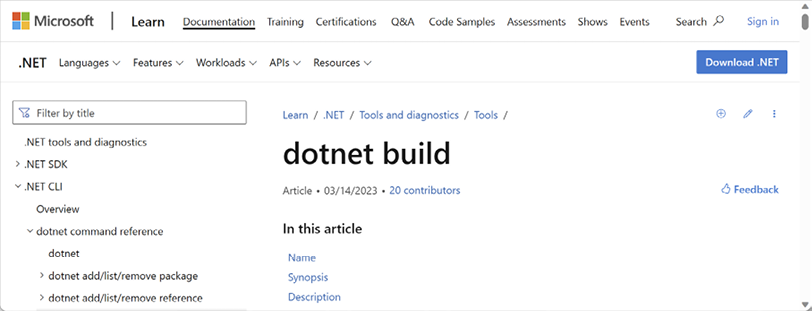 Microsoft Learn Documentation Training Certifications Q&A Code Samples Assessments Shows Events Search Sign in
.NET Languages Features Workloads APIs Resources Download .NET
Filter by title
.NET tools and diagnostics
.NET SDK
.NET CLI
Overview
dotnet command reference
dotnet
dotnet add/list/remove package
dotnet add/list/remove reference
Learn / .NET / Tools and diagnostics / Tools /
dotnet build
Article • 03/14/2023 • 20 contributors
Feedback
In this article
Name
Synopsis
Description